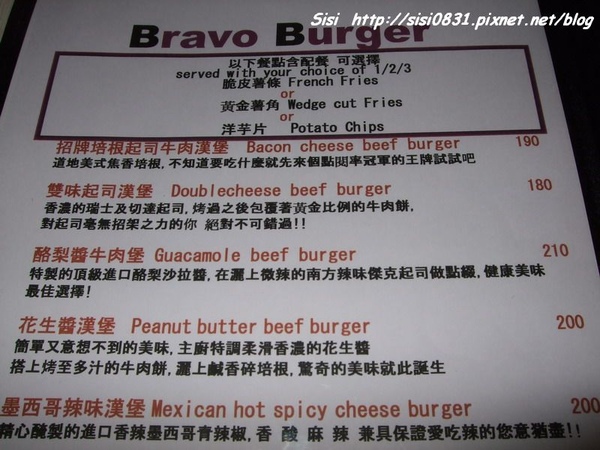 Sisi http://sisi0831.pixnet.net/blog
Bravo Burger
以下餐點含配餐 可選擇
served with your choice of 1/2/3
脆皮薯條 French Fries
or
黃金薯角 Wedge cut Fries
or
洋芋片 Potato Chips
招牌培根起司牛肉漢堡 Bacon cheese beef burger 190
道地美式焦香培根,不知道要吃什麼就先來個點閱率冠軍的王牌試試吧
雙味起司漢堡 Doublecheese beef burger 180
香濃的瑞士及切達起司,烤過之後包覆著黃金比例的牛肉餅,
對起司毫無招架之力的你 絕對不可錯過!!
酪梨醬牛肉堡 Guacamole beef burger 210
特製的頂級進口酪梨沙拉醬,在灑上微辣的南方辣味傑克起司做點綴,健康美味
最佳選擇!
花生醬漢堡 Peanut butter beef burger 200
簡單又意想不到的美味,主廚特調柔滑香濃的花生醬
搭上烤至多汁的牛肉餅,灑上鹹香碎培根,驚奇的美味就此誕生
墨西哥辣味漢堡 Mexican hot spicy cheese burger 200
精心醃製的進口香辣墨西哥青辣椒,香 酸 麻 辣 兼具保證愛吃辣的您意猶盡!!